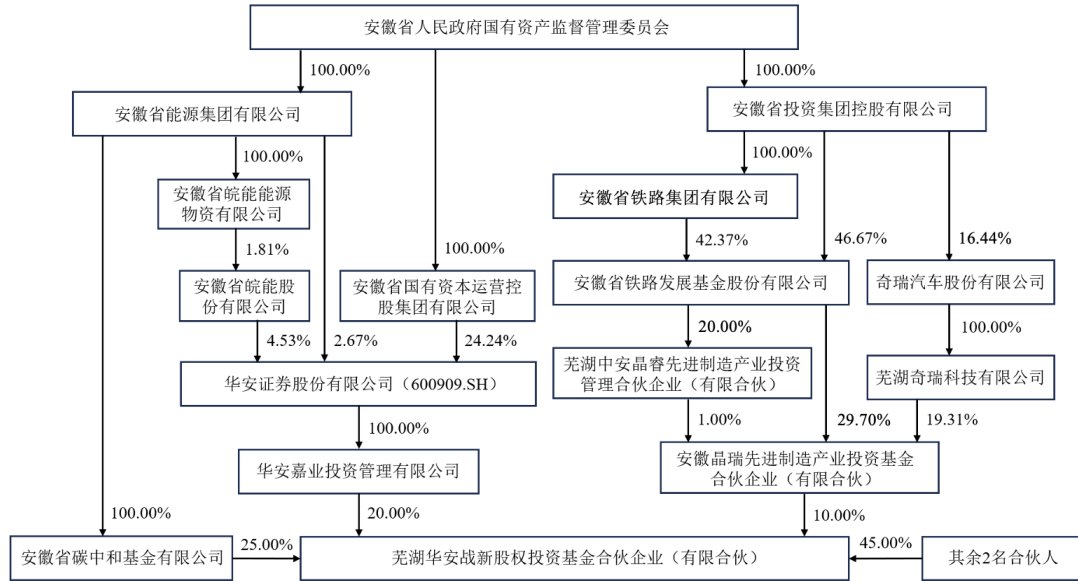 安徽省人民政府国有资产监督管理委员会
100.00%
100.00%
安徽省能源集团有限公司
安徽省投资集团控股有限公司
100.00%
100.00%
安徽省皖能能源
物资有限公司
安徽省铁路集团有限公司
1.81%
100.00%
42.37%
46.67%
16.44%
安徽省皖能股
份有限公司
安徽省国有资本运营控
股集团有限公司
安徽省铁路发展基金股份有限公司
奇瑞汽车股份有限公司
4.53%
2.67%
24.24%
20.00%
100.00%
华安证券股份有限公司（600909.SH）
芜湖中安晶睿先进制造产业投资
管理合伙企业（有限合伙）
芜湖奇瑞科技有限公司
100.00%
1.00%
29.70%
19.31%
华安嘉业投资管理有限公司
安徽晶瑞先进制造产业投资基金
合伙企业（有限合伙）
100.00%
20.00%
10.00%
安徽省碳中和基金有限公司
25.00%
芜湖华安战新股权投资基金合伙企业（有限合伙）
45.00%
其余2名合伙人